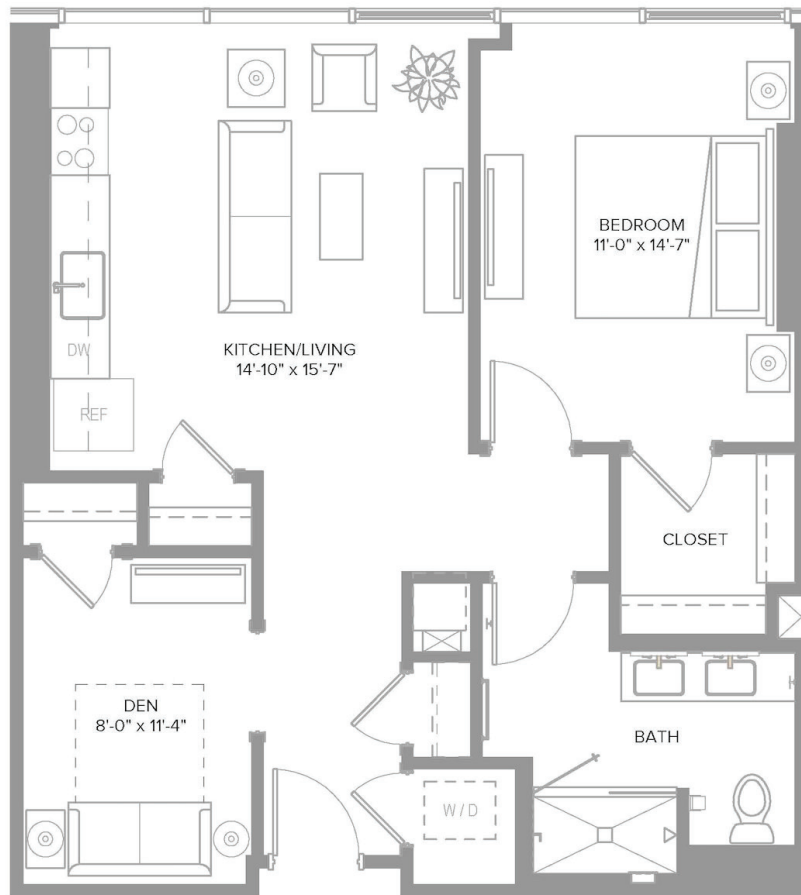 BEDROOM
11'-0" x 14'-7"
DW
KITCHEN/LIVING
14'-10" x 15'-7"
REF
CLOSET
DEN
8'-0" x 11'-4"
BATH
W/D